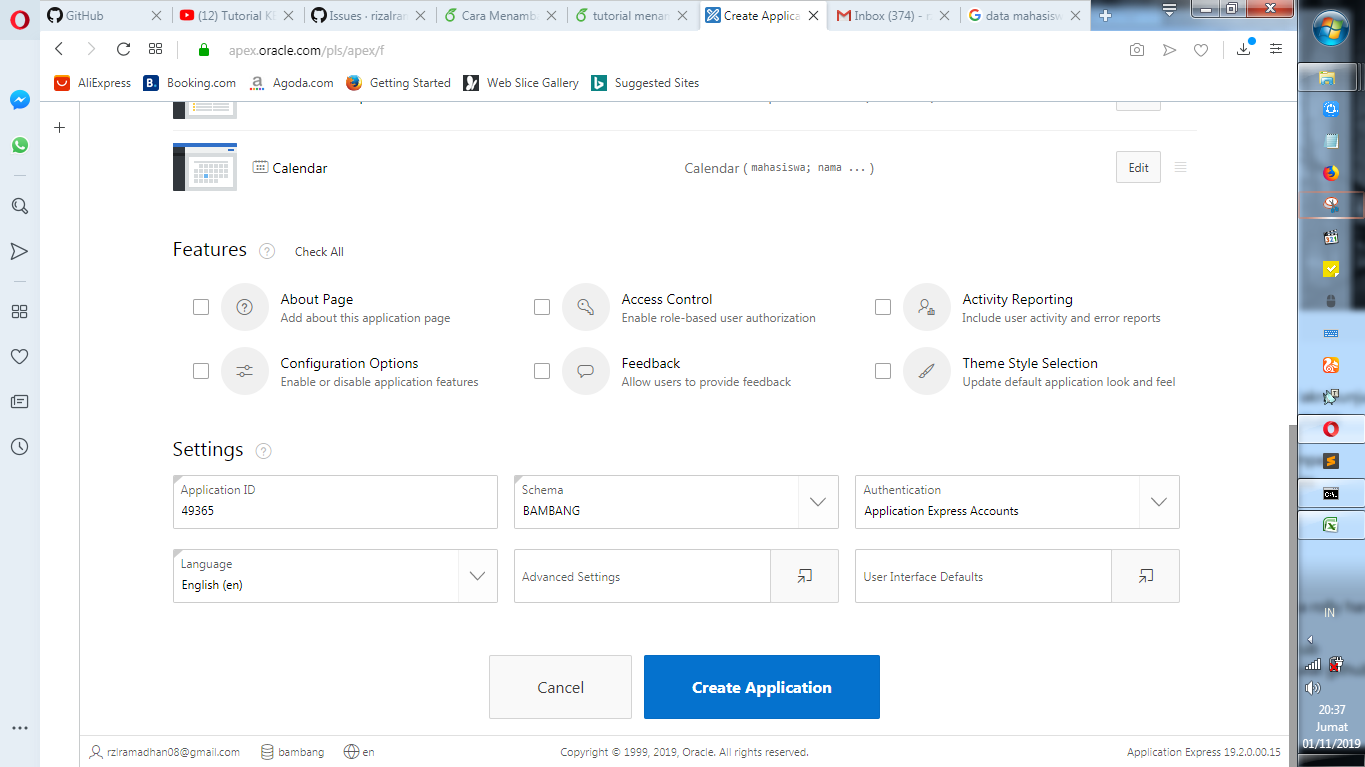 GitHub
(12) Tutorial KE
Issues · rizalram
Cara Menamb
tutorial menam
Create Applica
Inbox (374) - r
data mahasisw
apex.oracle.com/pls/apex/f
AliExpress
Booking.com
Agoda.com
Getting Started
Web Slice Gallery
Suggested Sites
Calendar
Calendar ( mahasiswa; nama ... )
Edit
Features
Check All
About Page
Add about this application page
Access Control
Enable role-based user authorization
Activity Reporting
Include user activity and error reports
Configuration Options
Enable or disable application features
Feedback
Allow users to provide feedback
Theme Style Selection
Update default application look and feel
Settings
Application ID
49365
Schema
BAMBANG
Authentication
Application Express Accounts
Language
English (en)
Advanced Settings
User Interface Defaults
Cancel
Create Application
rzlramadhan08@gmail.com
bambang
en
Copyright © 1999, 2019, Oracle. All rights reserved.
Application Express 19.2.0.00.15
IN
20:37
Jumat
01/11/2019